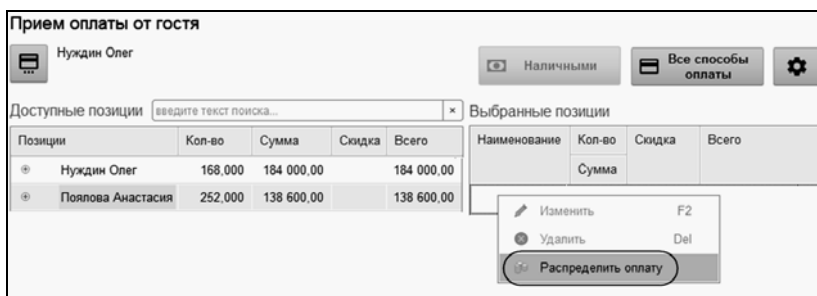 Прием оплаты от гостя
Нуждин Олег
Наличными
Все способы
оплаты
Доступные позиции введите текст поиска... ×
Выбранные позиции
Позиции Кол-во Сумма Скидка Всего
Наименование Кол-во Скидка Всего
Сумма
Нуждин Олег 168,000 184 000,00 184 000,00
Поялова Анастасия 252,000 138 600,00 138 600,00
Изменить F2
Удалить Del
Распределить оплату